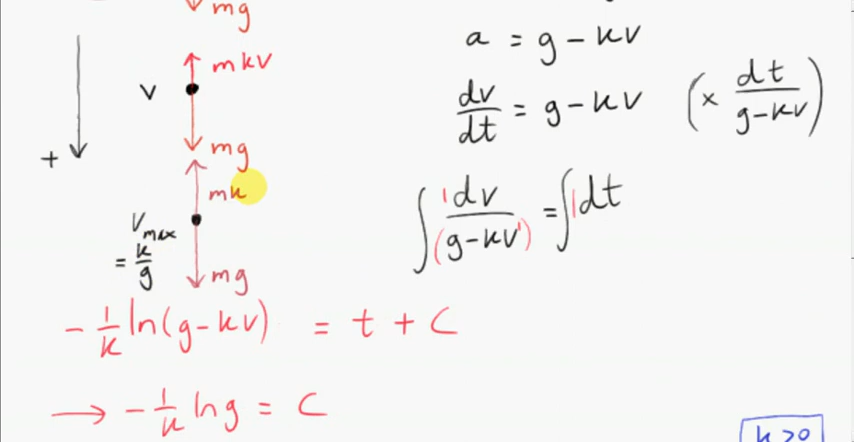 mg
a = g - kv
mkv
v
dv/dt = g - kv (× dt/(g-kv))
+
mg
mk
∫ 1dv/(g-kv¹) = ∫ 1dt
Vmax
= k/g
mg
-1/k ln(g-kv) = t + C
→ -1/k ln g = C
k>0